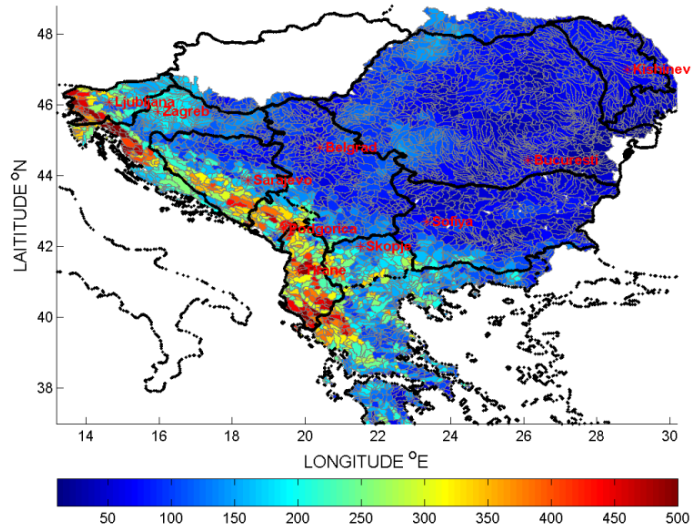 48
46
44
42
40
38
LAITITUDE °N
Kishinev
Ljubljana
Zagreb
Belgrad
Bucuresti
Sarajevo
Podgorica
Sofiya
Skopje
Tirane
14 16 18 20 22 24 26 28 30
LONGITUDE °E
50 100 150 200 250 300 350 400 450 500